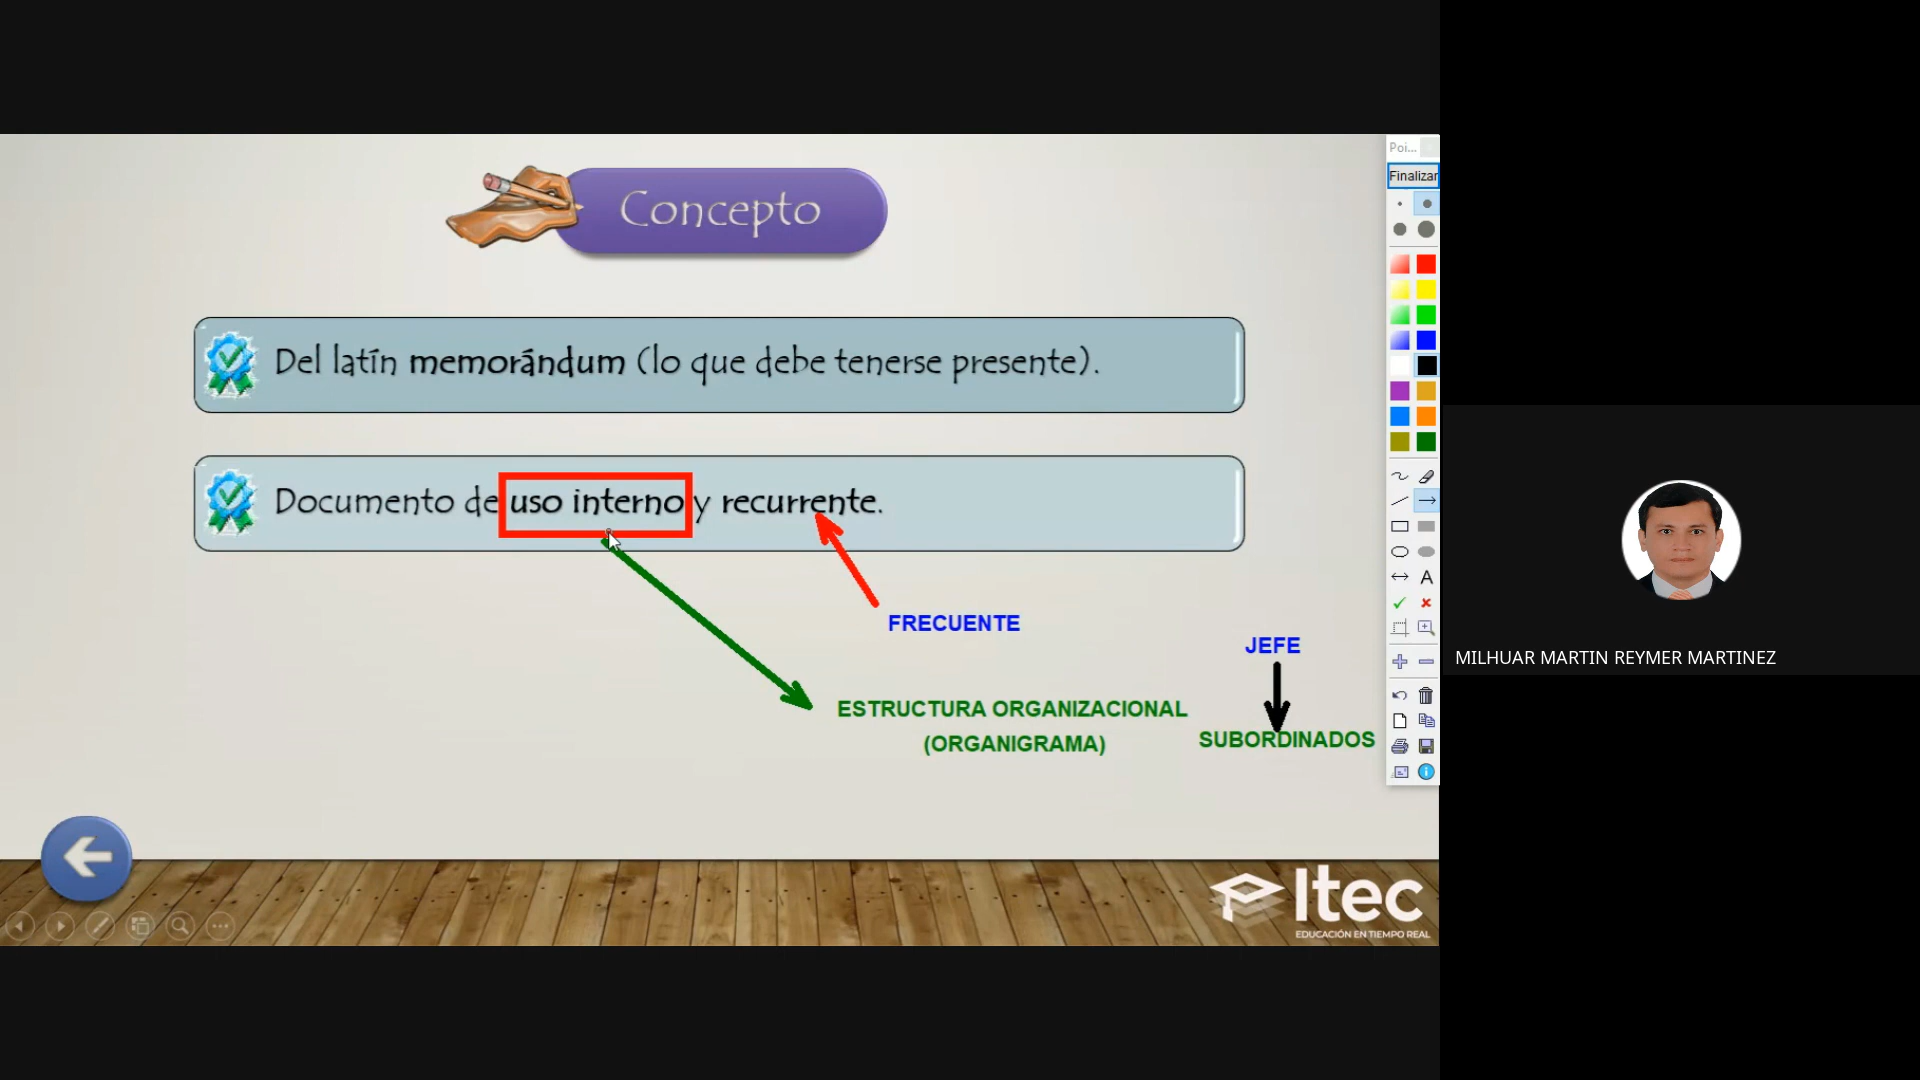 Poi...
Finalizar
Concepto
Del latín memorándum (lo que debe tenerse presente).
Documento de uso interno y recurrente.
FRECUENTE
JEFE
ESTRUCTURA ORGANIZACIONAL
(ORGANIGRAMA)
SUBORDINADOS
A
MILHUAR MARTIN REYMER MARTINEZ
Itec
EDUCACIÓN EN TIEMPO REAL